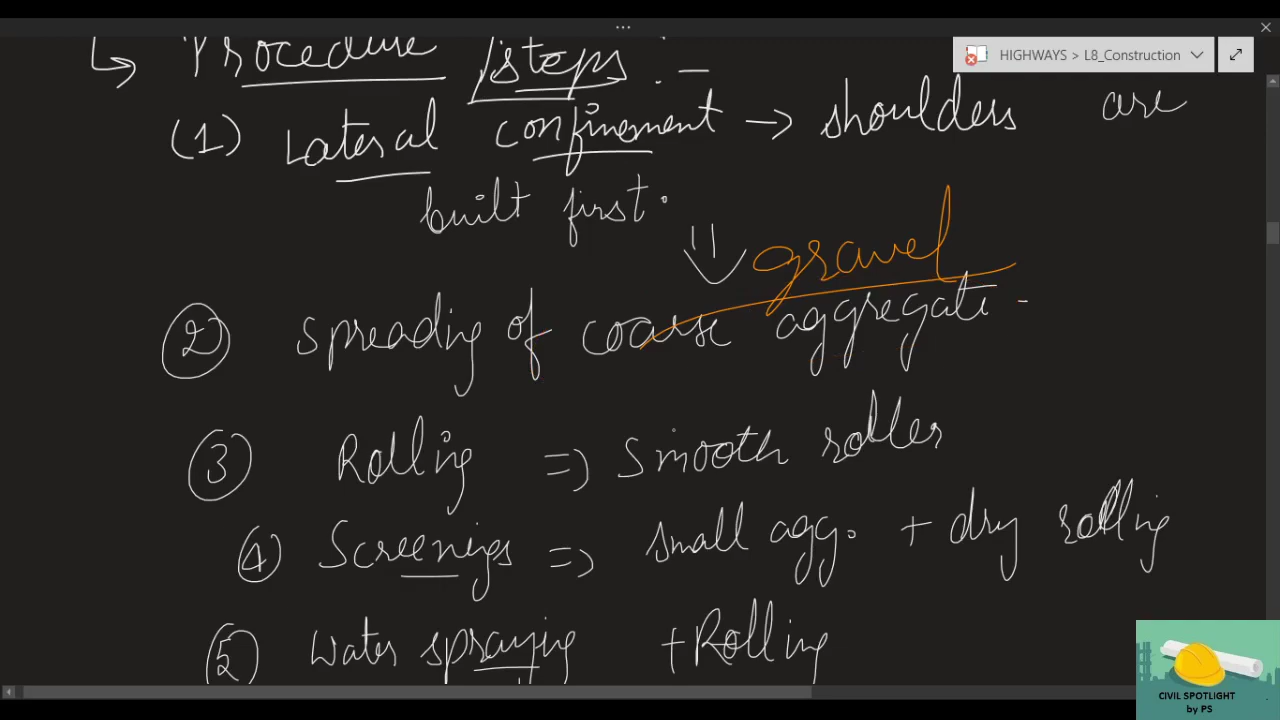 HIGHWAYS > L8_Construction
↳ Procedure/steps :-
(1) Lateral confinement → shoulders are
built first.
gravel
② Spreading of coarse aggregate -
③ Rolling => Smooth roller
④ Screenings => small agg. + dry rolling
⑤ Water spraying + Rolling
CIVIL SPOTLIGHT
by PS